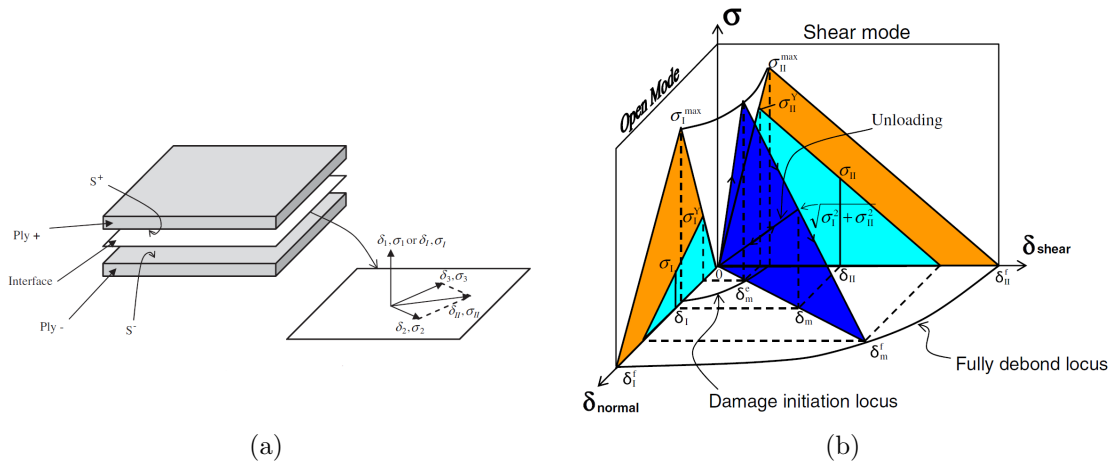 S⁺
Ply +
Interface
S⁻
Ply -
δ₁, σ₁ or δ_I, σ_I
δ₃, σ₃
δ_II, σ_II
δ₂, σ₂
(a)
σ
Shear mode
Open Mode
σ_II^max
σ_I^max
σ_II^Y
Unloading
σ_I^Y
σ_II
√σ_I²+σ_II²
σ_I
0
δ_shear
δ_m^e
δ_II
δ_II^f
δ_I
δ_m
δ_m^f
Fully debond locus
δ_I^f
δ_normal
Damage initiation locus
(b)